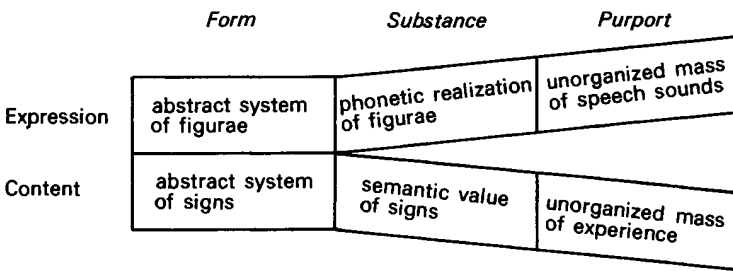 Form Substance Purport
Expression
abstract system
of figurae
phonetic realization
of figurae
unorganized mass
of speech sounds
Content
abstract system
of signs
semantic value
of signs
unorganized mass
of experience